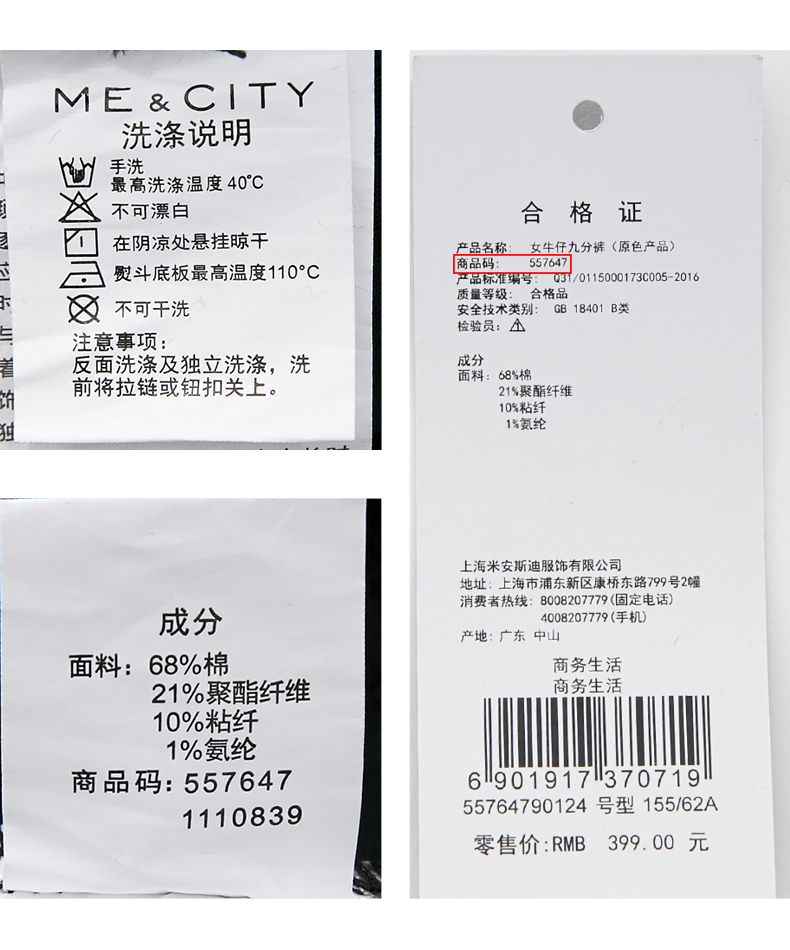 ME & CITY
洗涤说明
手洗
最高洗涤温度 40℃
不可漂白
在阴凉处悬挂晾干
熨斗底板最高温度110℃
不可干洗
注意事项：
反面洗涤及独立洗涤，洗
前将拉链或钮扣关上。
成分
面料：68%棉
21%聚酯纤维
10%粘纤
1%氨纶
商品码：557647
1110839
合格证
产品名称： 女牛仔九分裤（原色产品）
商品码： 557647
产品标准编号： Q31/01150001730005-2016
质量等级： 合格品
安全技术类别： GB 18401 B类
检验员：
成分
面料：68%棉
21%聚酯纤维
10%粘纤
1%氨纶
上海米安斯迪服饰有限公司
地址：上海市浦东新区康桥东路799号2幢
消费者热线：8008207779(固定电话)
4008207779(手机)
产地：广东 中山
商务生活
商务生活
6 901917 370719
55764790124 号型 155/62A
零售价:RMB 399.00 元